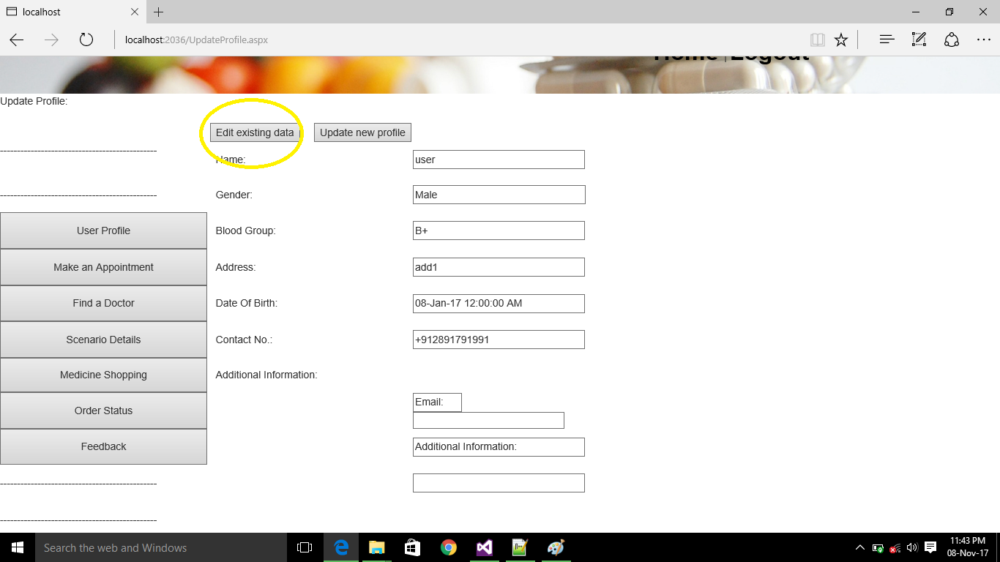 localhost
localhost:2036/UpdateProfile.aspx
Home | Logout
Update Profile:
Edit existing data
Update new profile
----------------------------------------------
Name:
user
----------------------------------------------
Gender:
Male
User Profile
Blood Group:
B+
Make an Appointment
Address:
add1
Find a Doctor
Date Of Birth:
08-Jan-17 12:00:00 AM
Scenario Details
Contact No.:
+912891791991
Medicine Shopping
Additional Information:
Order Status
Email:
Feedback
Additional Information:
----------------------------------------------
----------------------------------------------
Search the web and Windows
11:43 PM
08-Nov-17